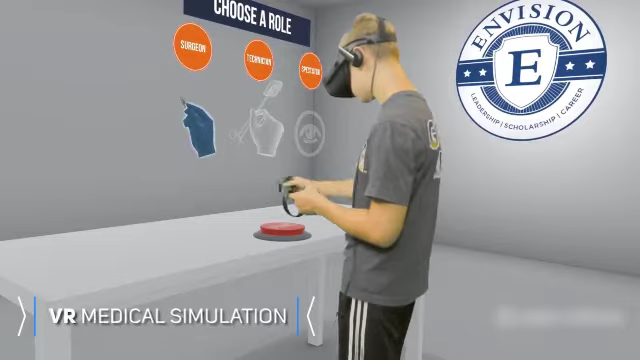 CHOOSE A ROLE
SURGEON
TECHNICIAN
SPECTATOR
ENVISION
E
LEADERSHIP | SCHOLARSHIP | CAREER
VR MEDICAL SIMULATION